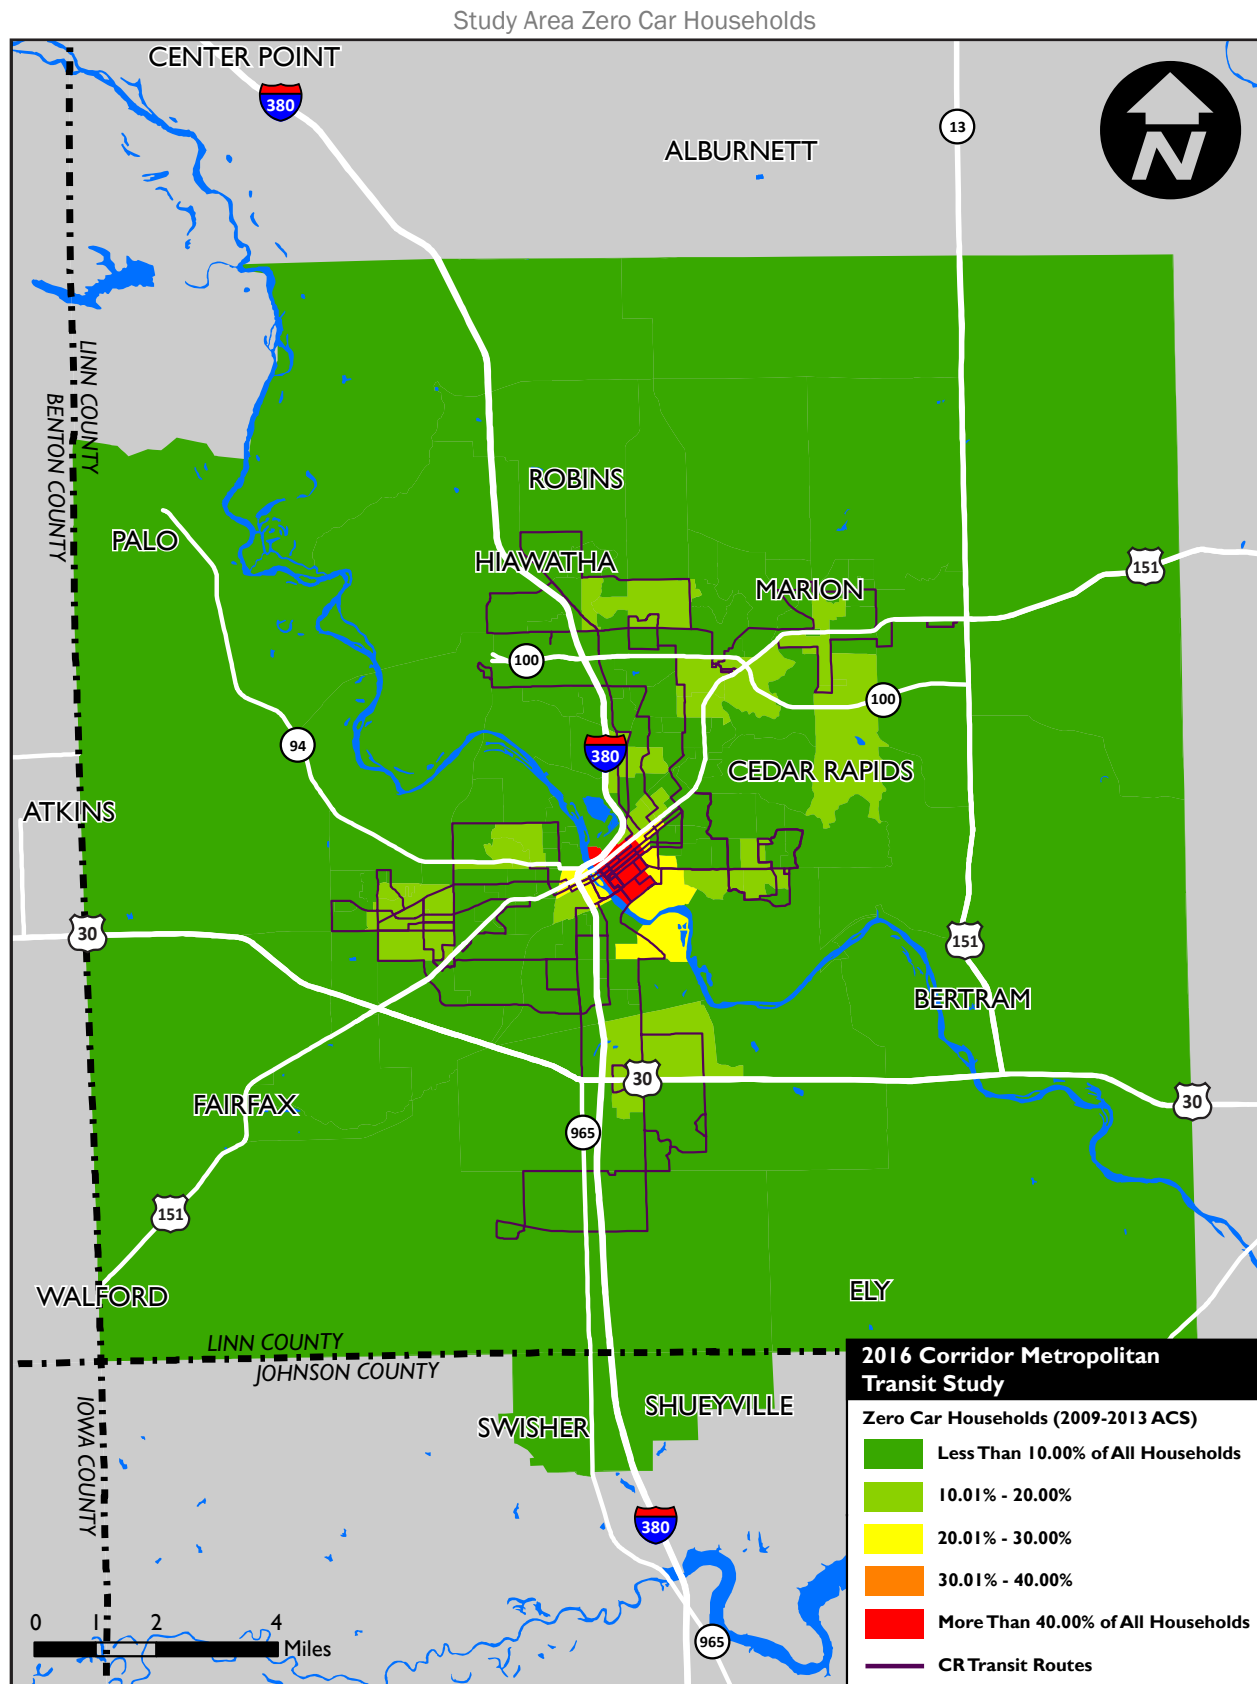 Study Area Zero Car Households
CENTER POINT
380
13
N
ALBURNETT
LINN COUNTY
BENTON COUNTY
ROBINS
PALO
HIAWATHA
MARION
151
100
100
94
380
CEDAR RAPIDS
ATKINS
30
151
BERTRAM
30
30
FAIRFAX
965
151
WALFORD
ELY
LINN COUNTY
JOHNSON COUNTY
IOWA COUNTY
SWISHER
SHUEYVILLE
380
965
0 1 2 4
Miles
2016 Corridor Metropolitan
Transit Study
Zero Car Households (2009-2013 ACS)
Less Than 10.00% of All Households
10.01% - 20.00%
20.01% - 30.00%
30.01% - 40.00%
More Than 40.00% of All Households
CR Transit Routes